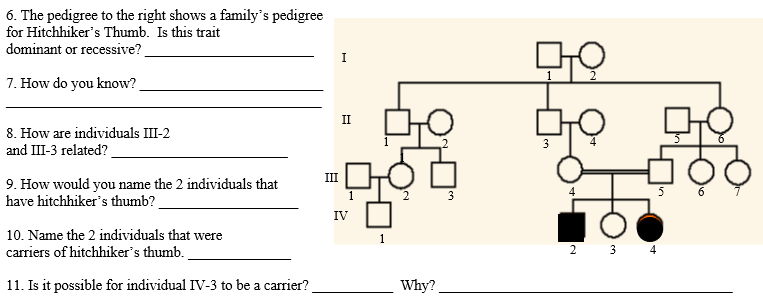 6. The pedigree to the right shows a family's pedigree
for Hitchhiker's Thumb. Is this trait
dominant or recessive? ____________________
7. How do you know? ____________________
________________________________________
8. How are individuals III-2
and III-3 related? ____________________
9. How would you name the 2 individuals that
have hitchhiker's thumb? ____________________
10. Name the 2 individuals that were
carriers of hitchhiker's thumb. ____________________
11. Is it possible for individual IV-3 to be a carrier? ____________ Why? ____________________
I
1 2
II
1 2 3 4 5 6
III
1 2 3 4 5 6 7
IV
1 2 3 4